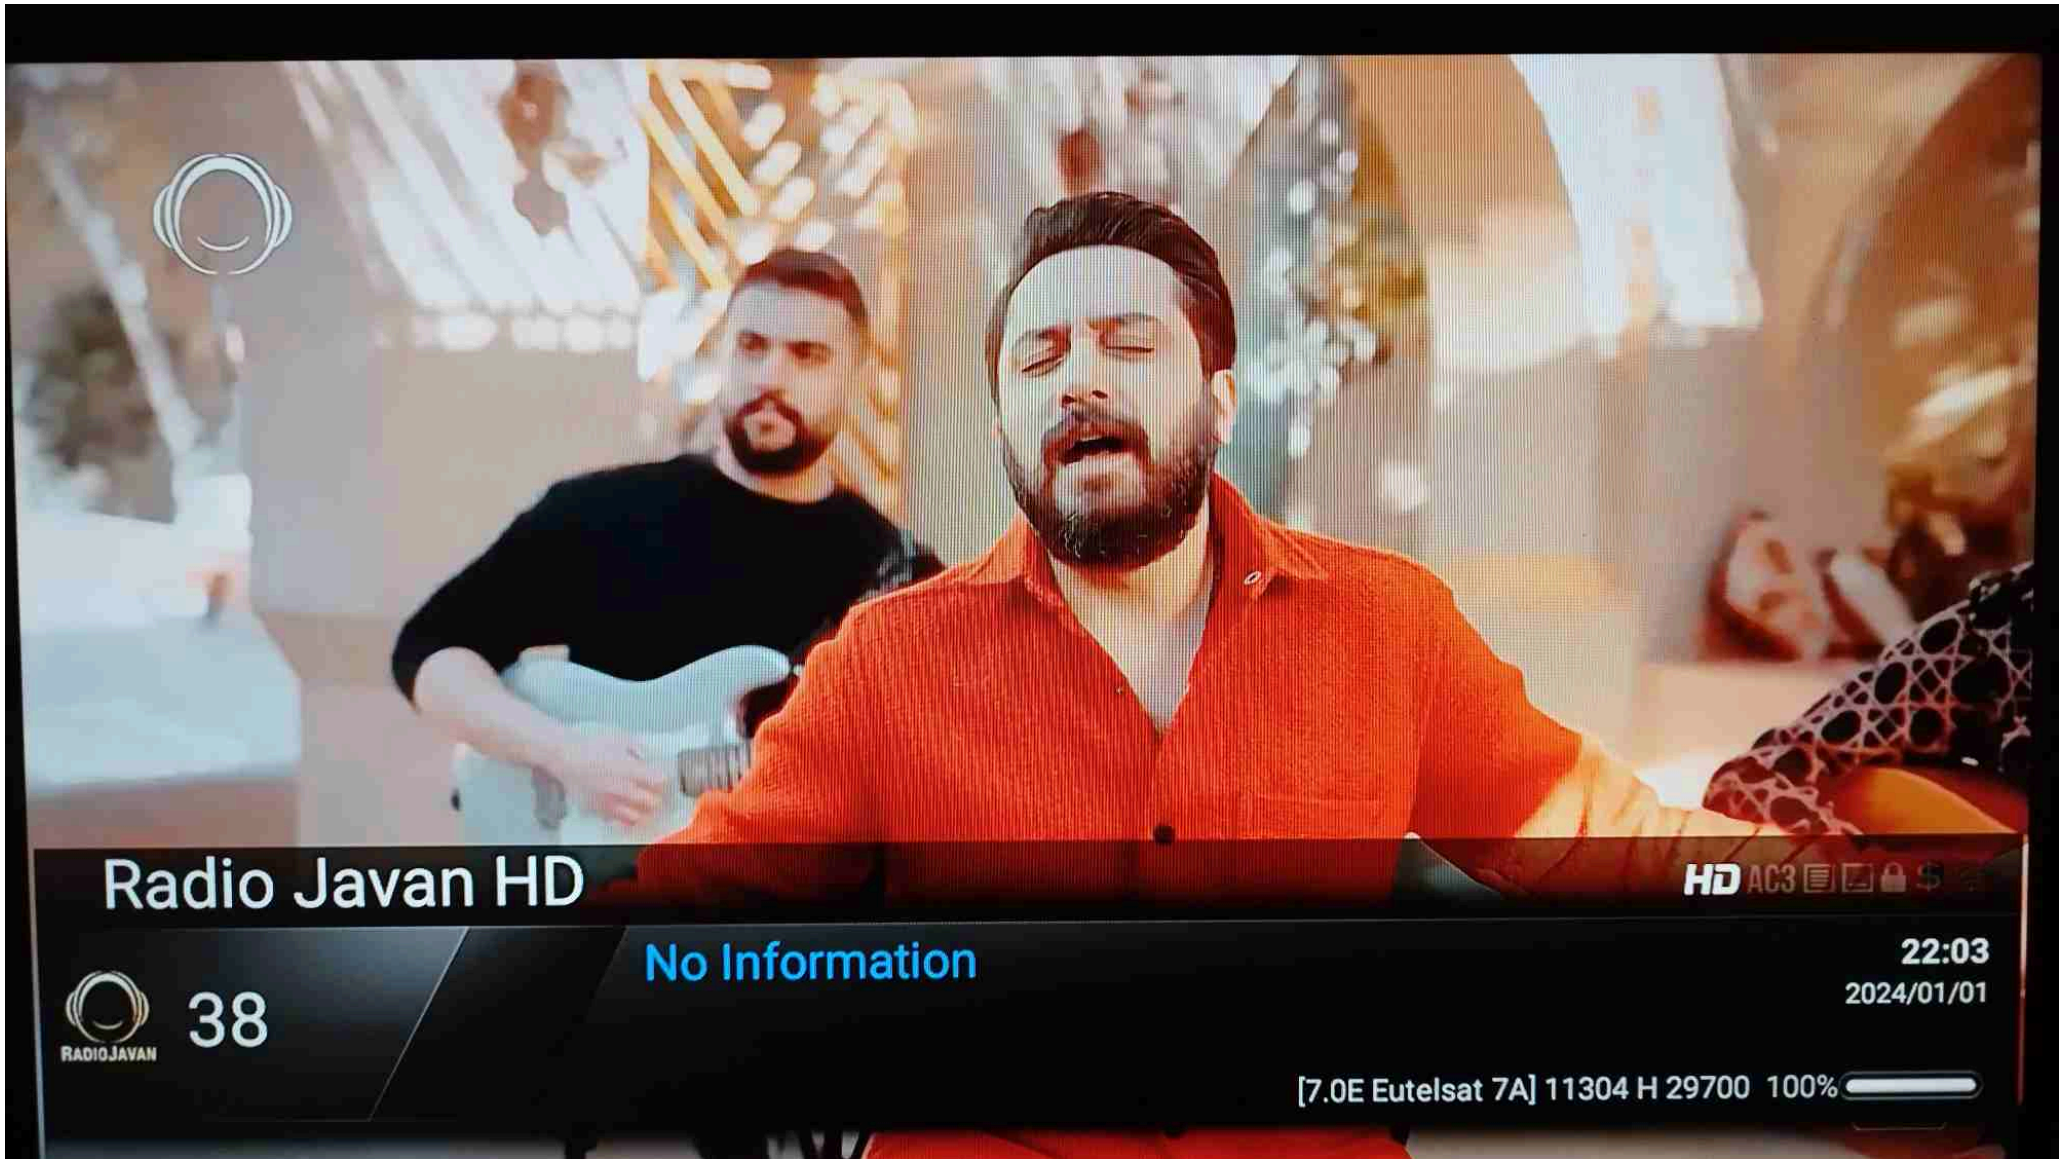 Radio Javan HD
HD AC3 $
No Information
22:03
2024/01/01
RADIOJAVAN
38
[7.0E Eutelsat 7A] 11304 H 29700 100%